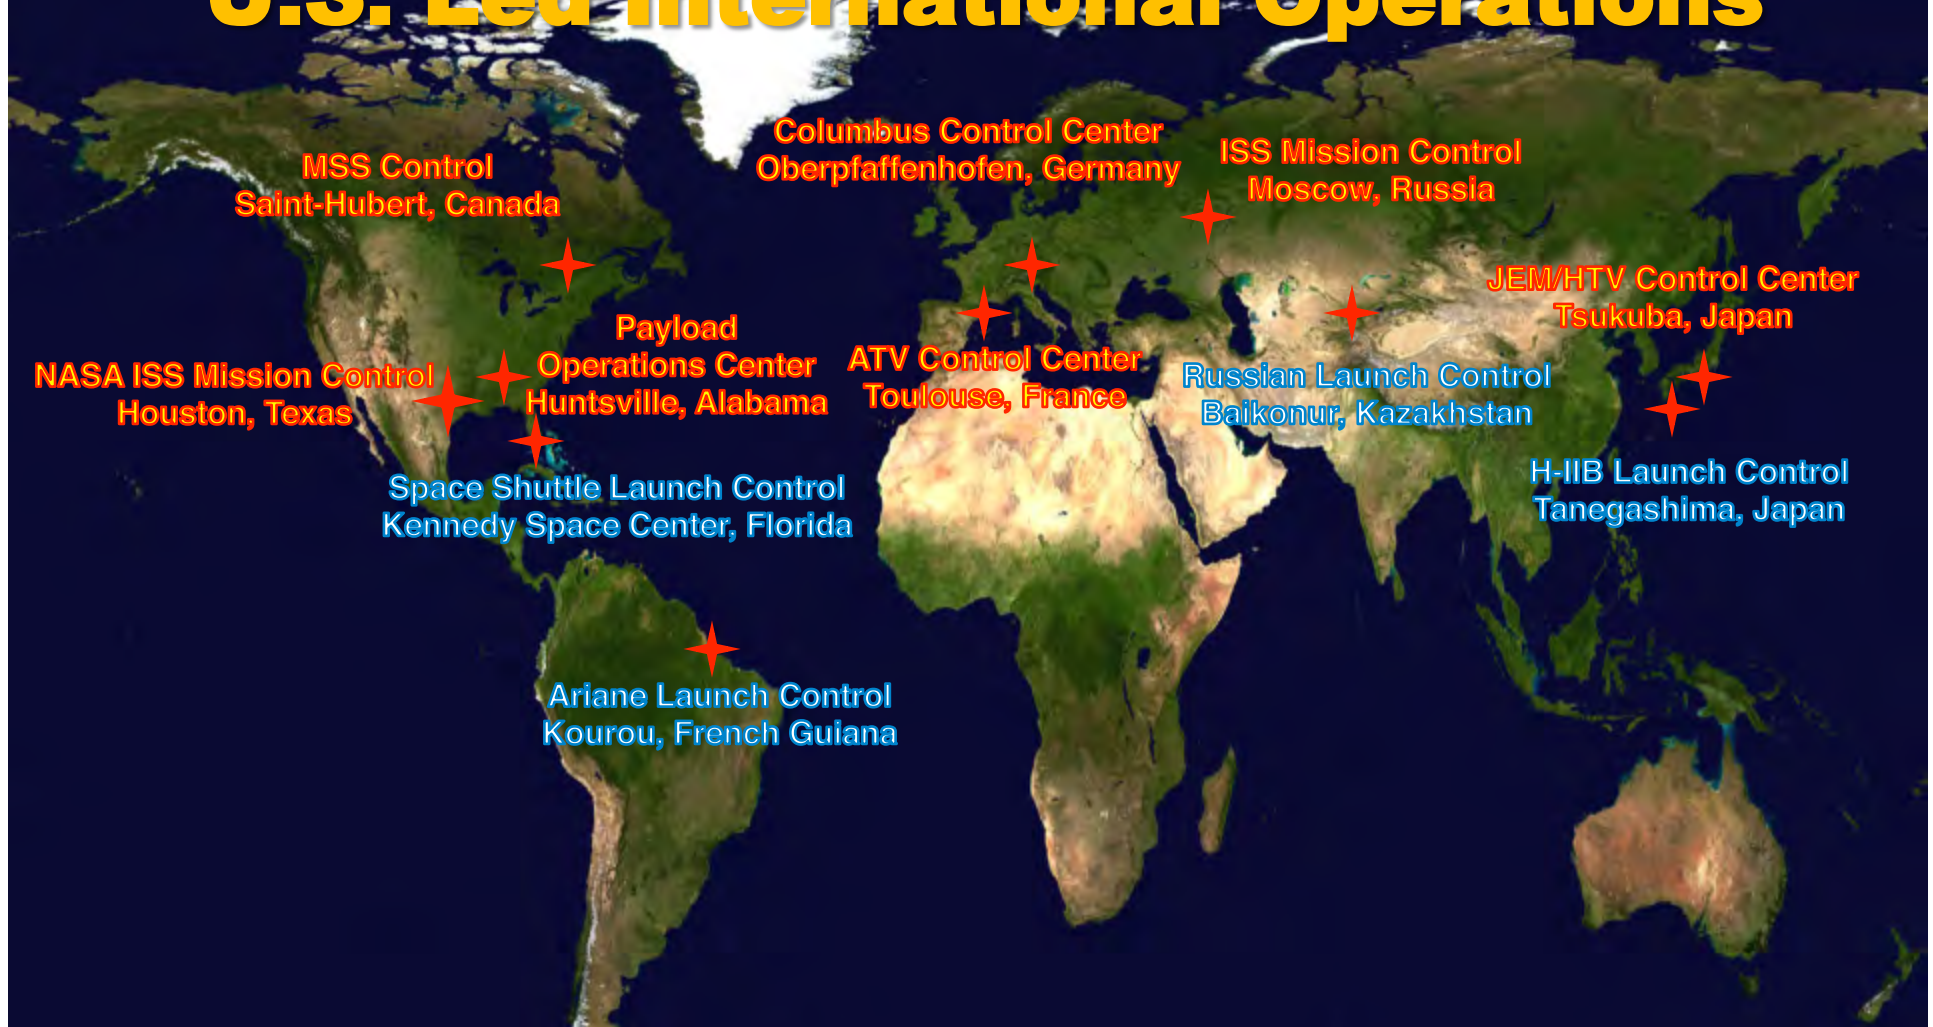 U.S. Led International Operations
Columbus Control Center
Oberpfaffenhofen, Germany
ISS Mission Control
Moscow, Russia
MSS Control
Saint-Hubert, Canada
JEM/HTV Control Center
Tsukuba, Japan
Payload
Operations Center
Huntsville, Alabama
NASA ISS Mission Control
Houston, Texas
ATV Control Center
Toulouse, France
Russian Launch Control
Baikonur, Kazakhstan
H-IIB Launch Control
Tanegashima, Japan
Space Shuttle Launch Control
Kennedy Space Center, Florida
Ariane Launch Control
Kourou, French Guiana